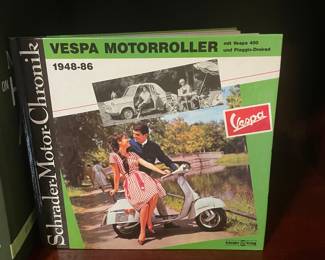 Schrader-Motor-Chronik
VESPA MOTORROLLER
mit Vespa 400
und Piaggio-Dreirad
1948-86
Vespa